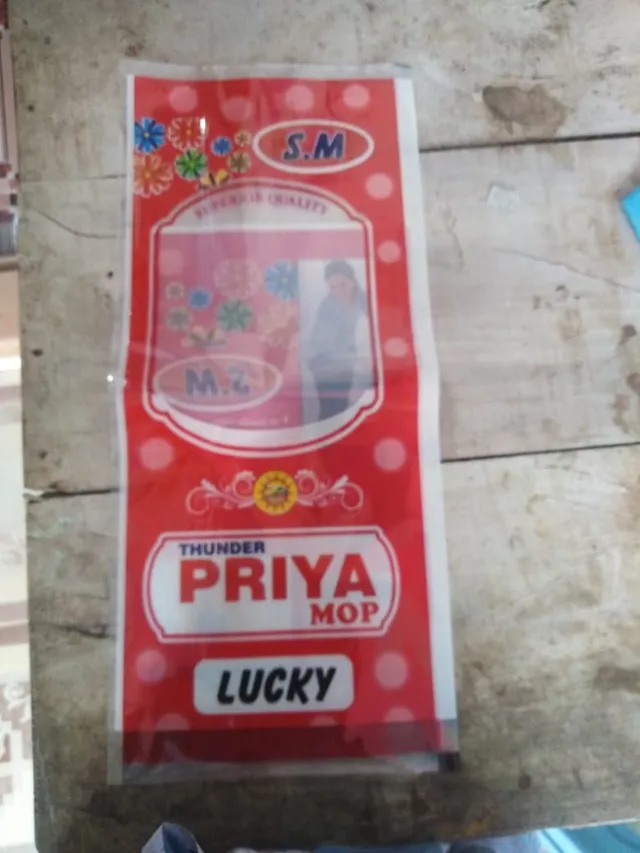 S.M
SUPERIOR QUALITY
THUNDER
PRIYA
MOP
LUCKY